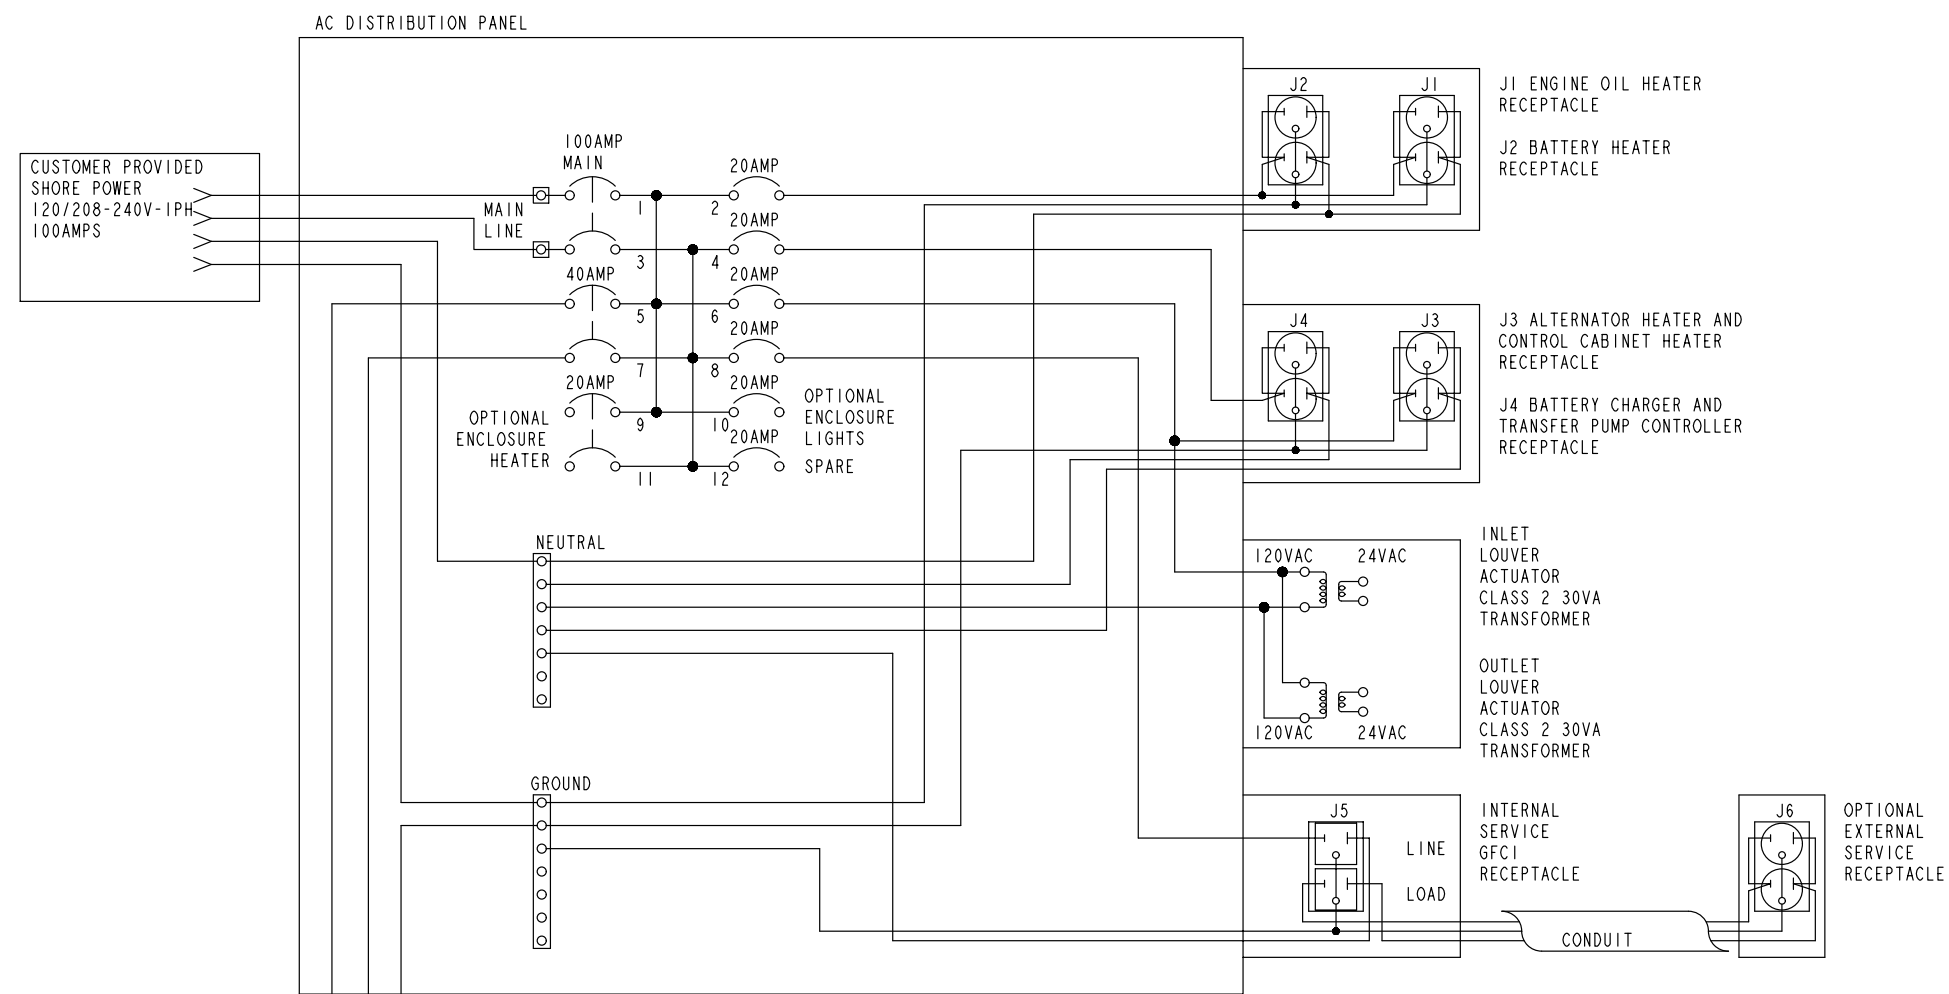 AC DISTRIBUTION PANEL
CUSTOMER PROVIDED
SHORE POWER
120/208-240V-1PH
100AMPS
MAIN
LINE
100AMP
MAIN
1
3
40AMP
5
7
20AMP
9
11
OPTIONAL
ENCLOSURE
HEATER
20AMP
2
20AMP
4
20AMP
6
20AMP
8
20AMP
10
20AMP
12
OPTIONAL
ENCLOSURE
LIGHTS
SPARE
NEUTRAL
GROUND
J2
J1
J1 ENGINE OIL HEATER
RECEPTACLE
J2 BATTERY HEATER
RECEPTACLE
J4
J3
J3 ALTERNATOR HEATER AND
CONTROL CABINET HEATER
RECEPTACLE
J4 BATTERY CHARGER AND
TRANSFER PUMP CONTROLLER
RECEPTACLE
120VAC
24VAC
INLET
LOUVER
ACTUATOR
CLASS 2 30VA
TRANSFORMER
120VAC
24VAC
OUTLET
LOUVER
ACTUATOR
CLASS 2 30VA
TRANSFORMER
J5
LINE
LOAD
INTERNAL
SERVICE
GFCI
RECEPTACLE
CONDUIT
J6
OPTIONAL
EXTERNAL
SERVICE
RECEPTACLE